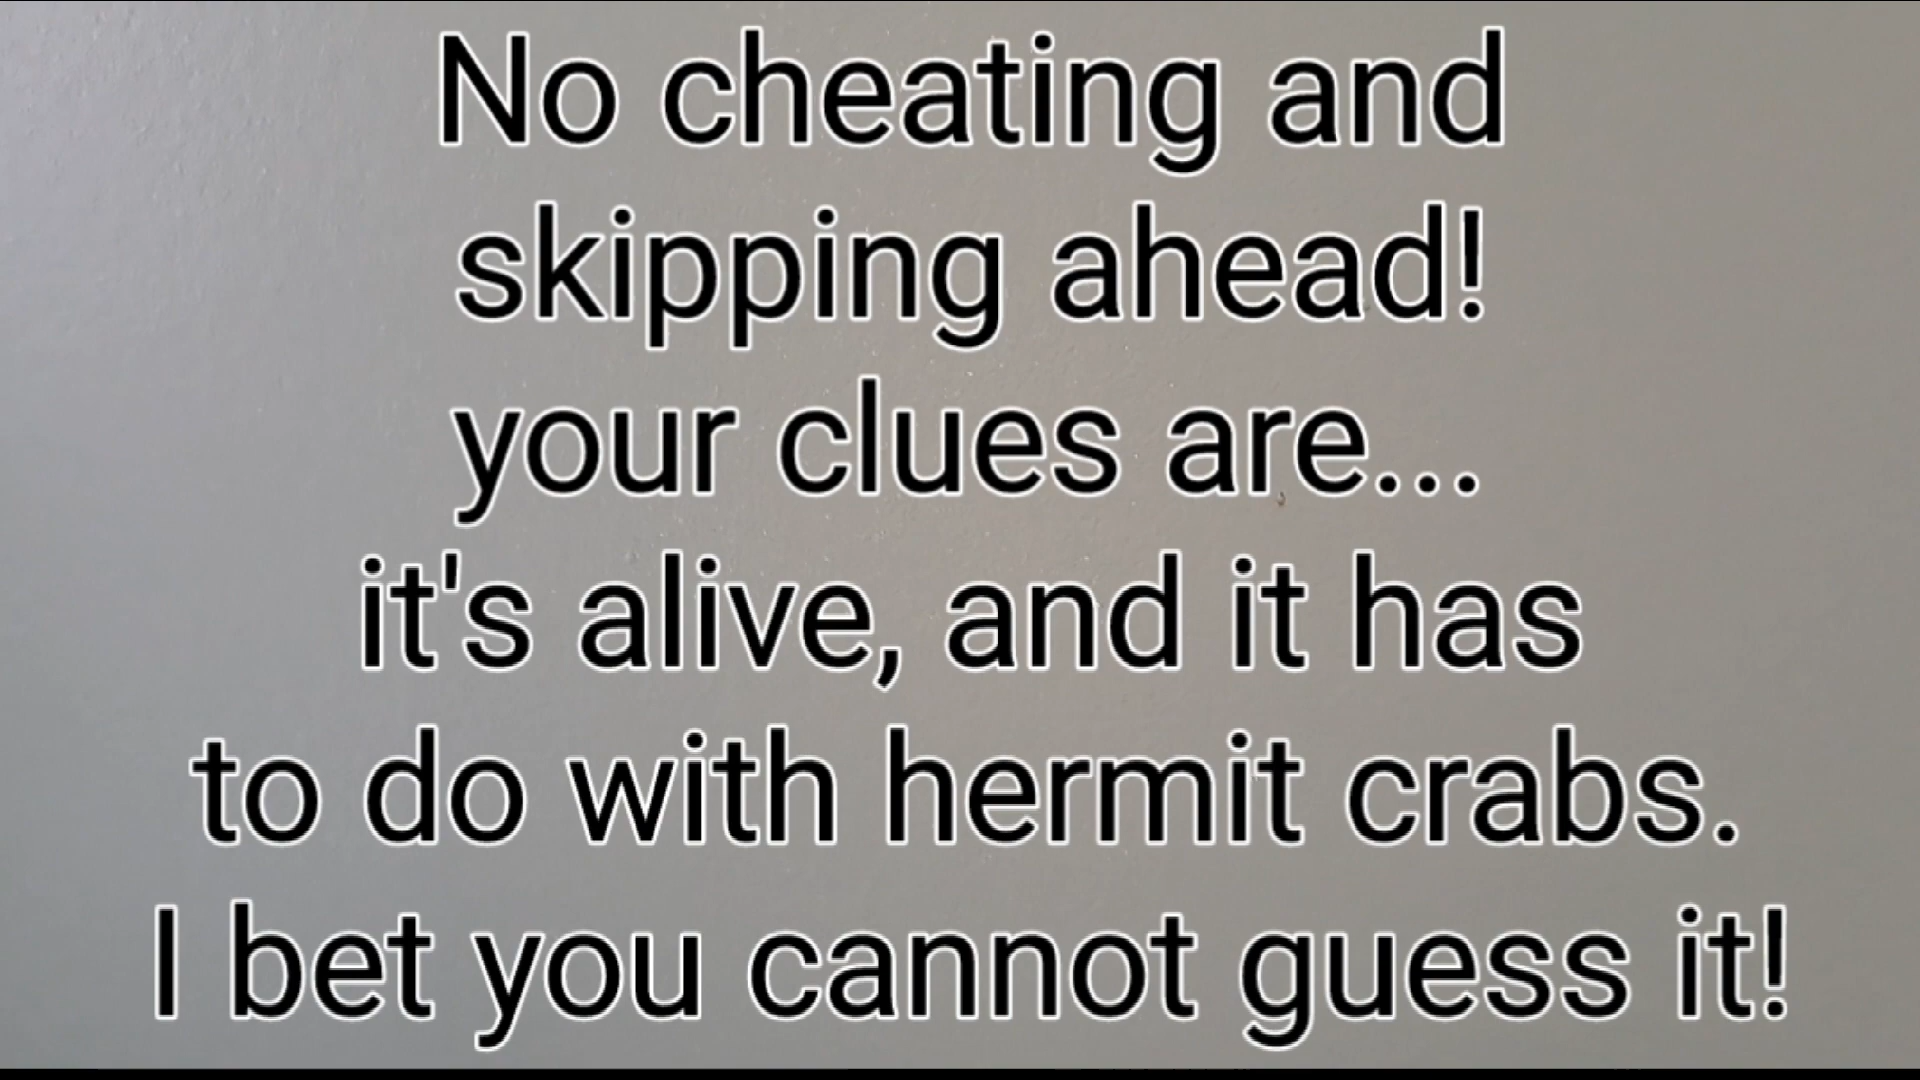 No cheating and
skipping ahead!
your clues are...
it's alive, and it has
to do with hermit crabs.
I bet you cannot guess it!